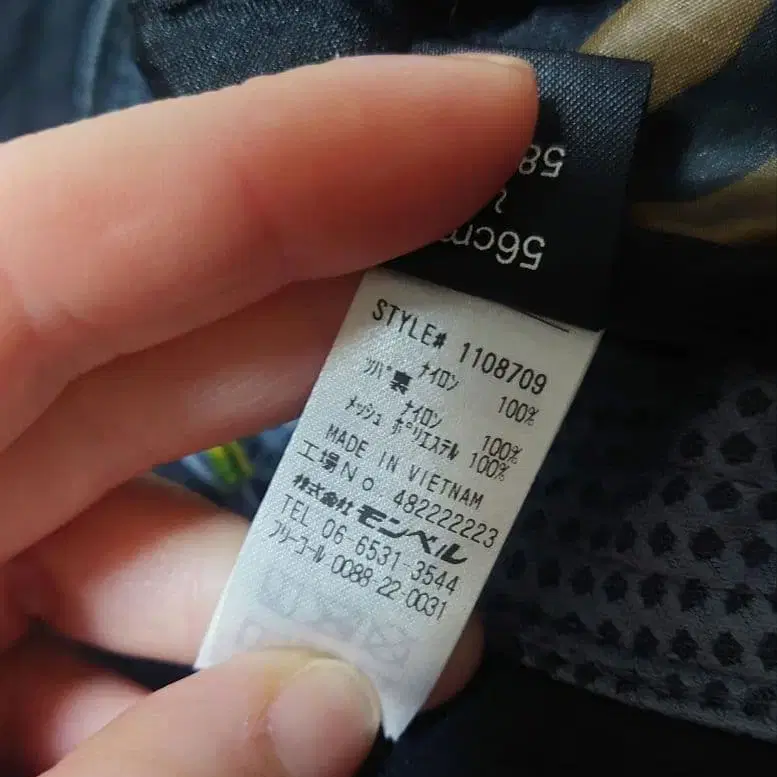 56cm
~
58
STYLE# 1108709
ナイロン 100%
ツバ裏 ナイロン 100%
メッシュ ポリエステル 100%
MADE IN VIETNAM
工場No. 482222223
株式会社モンベル
TEL 06 6531 3544
フリーコール 0088 22-0031